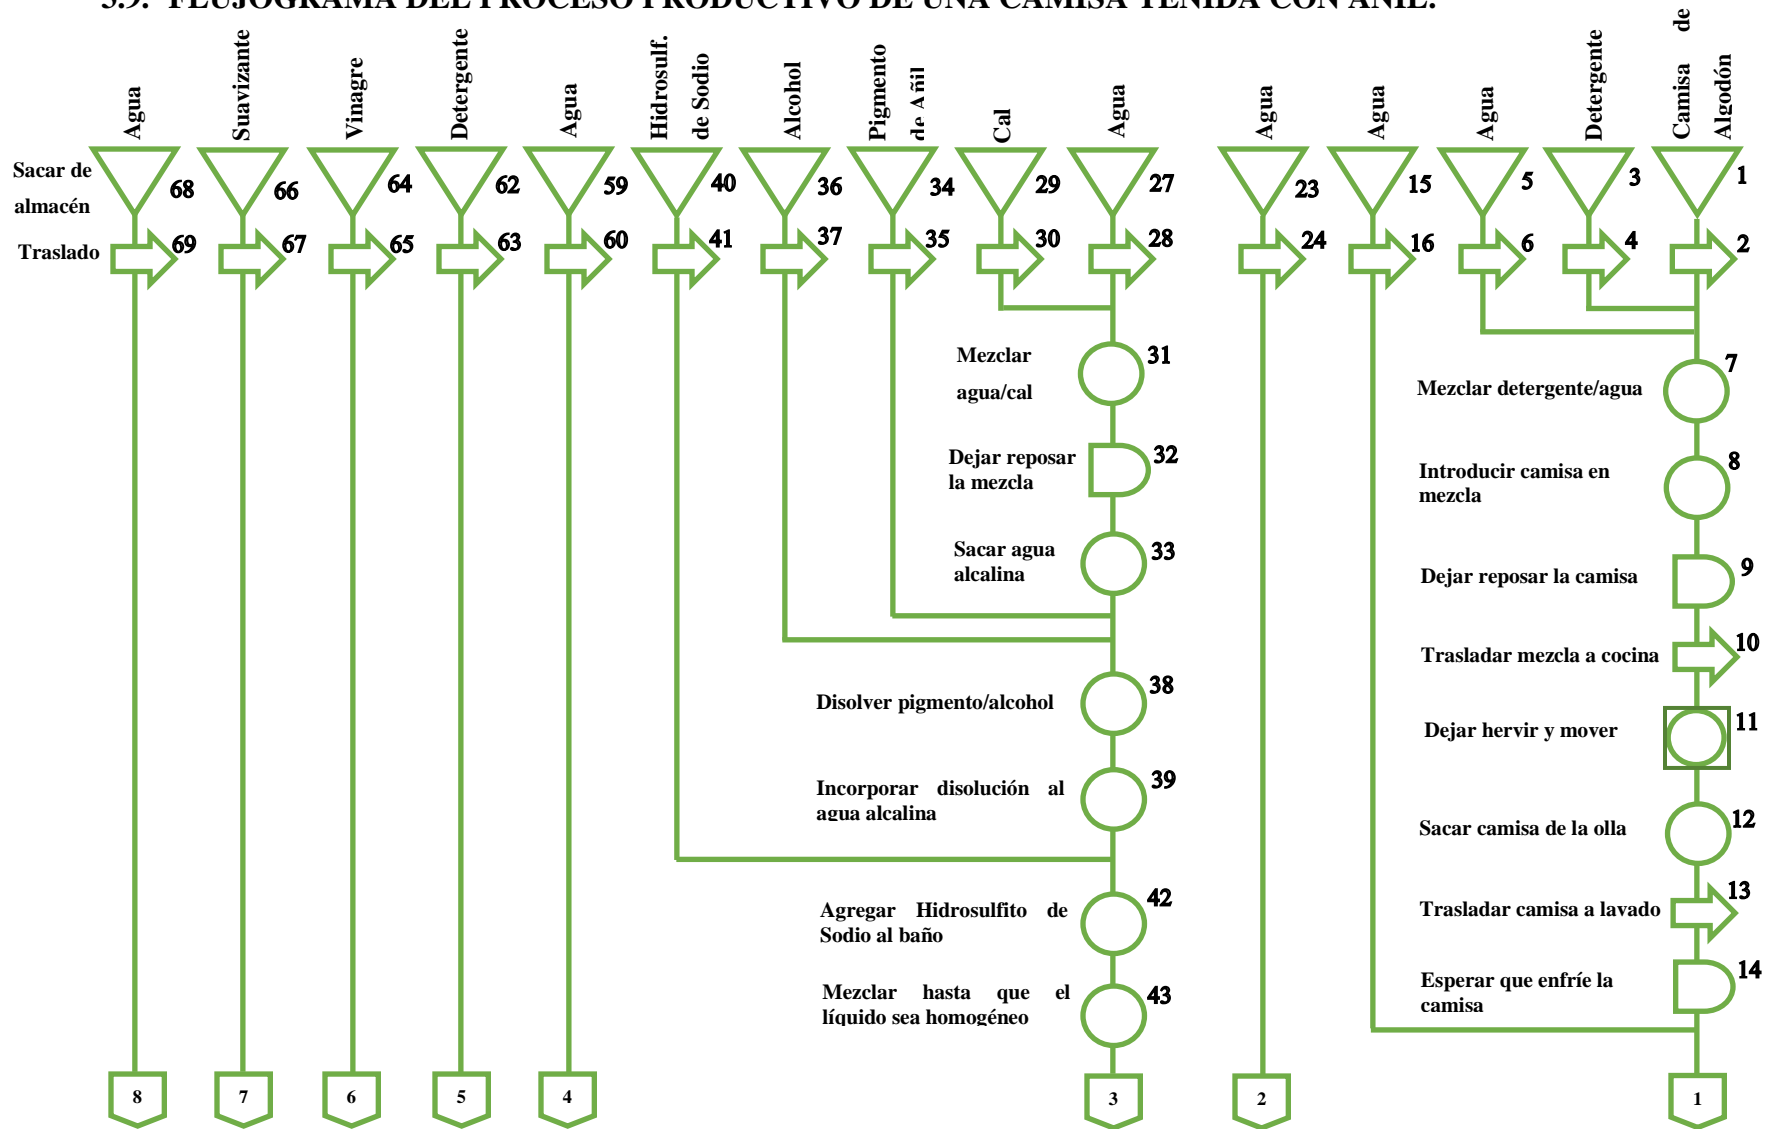 3.9. FLUJOGRAMA DEL PROCESO PRODUCTIVO DE UNA CAMISA TEÑIDA CON AÑIL.
Agua
Suavizante
Vinagre
Detergente
Agua
Hidrosulf.
de Sodio
Alcohol
Pigmento
de Añil
Cal
Agua
Agua
Agua
Agua
Detergente
Camisa de
Algodón
Sacar de
almacén
68
66
64
62
59
40
36
34
29
27
23
15
5
3
1
Traslado
69
67
65
63
60
41
37
35
30
28
24
16
6
4
2
Mezclar
agua/cal
31
Dejar reposar
la mezcla
32
Sacar agua
alcalina
33
Disolver pigmento/alcohol
38
Incorporar disolución al
agua alcalina
39
Agregar Hidrosulfito de
Sodio al baño
42
Mezclar hasta que el
líquido sea homogéneo
43
Mezclar detergente/agua
7
Introducir camisa en
mezcla
8
Dejar reposar la camisa
9
Trasladar mezcla a cocina
10
Dejar hervir y mover
11
Sacar camisa de la olla
12
Trasladar camisa a lavado
13
Esperar que enfríe la
camisa
14
8
7
6
5
4
3
2
1